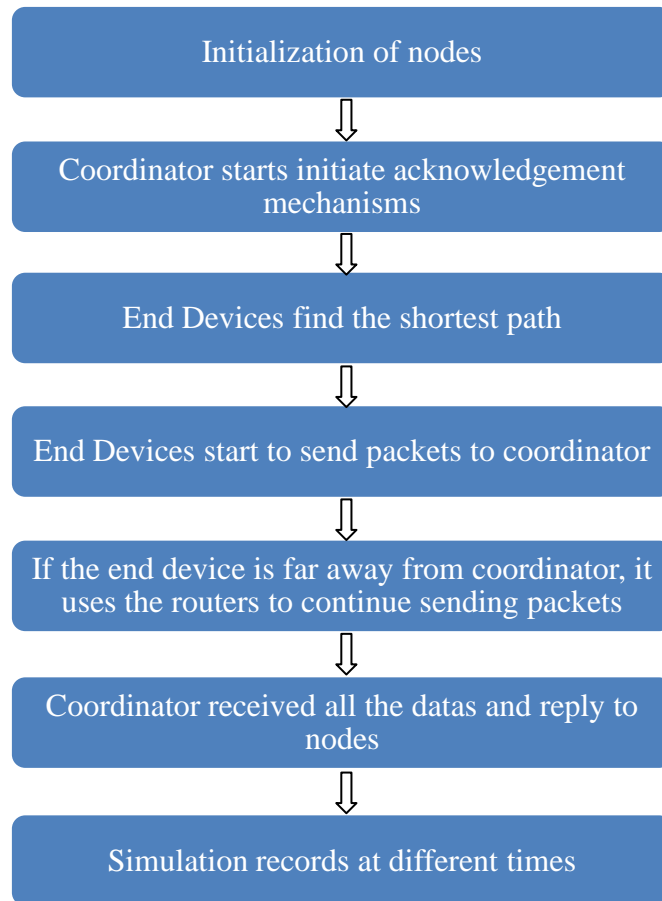 Initialization of nodes
Coordinator starts initiate acknowledgement
mechanisms
End Devices find the shortest path
End Devices start to send packets to coordinator
If the end device is far away from coordinator, it
uses the routers to continue sending packets
Coordinator received all the datas and reply to
nodes
Simulation records at different times